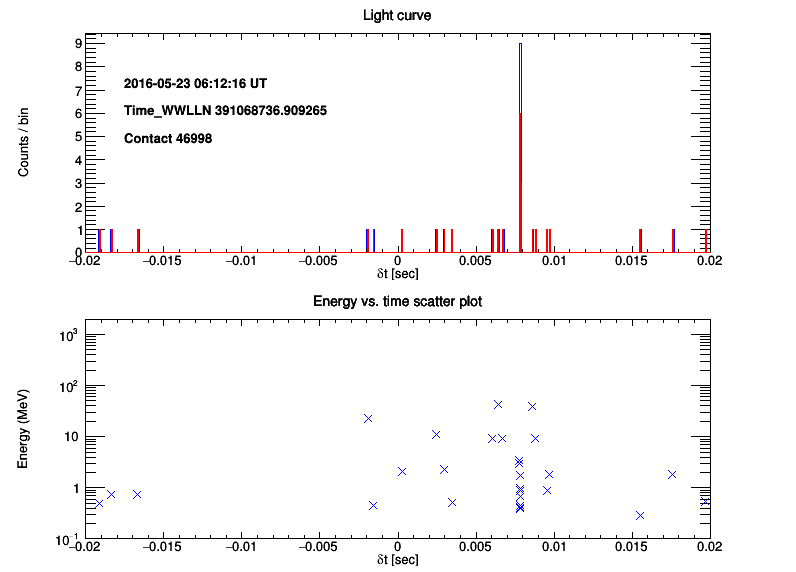 Light curve
9
8
7
6
5
4
3
2
1
0
Counts / bin
2016-05-23 06:12:16 UT
Time_WWLLN 391068736.909265
Contact 46998
−0.02 −0.015 −0.01 −0.005 0 0.005 0.01 0.015 0.02
δt [sec]
Energy vs. time scatter plot
10³
10²
10
1
10⁻¹
Energy (MeV)
−0.02 −0.015 −0.01 −0.005 0 0.005 0.01 0.015 0.02
δt [sec]